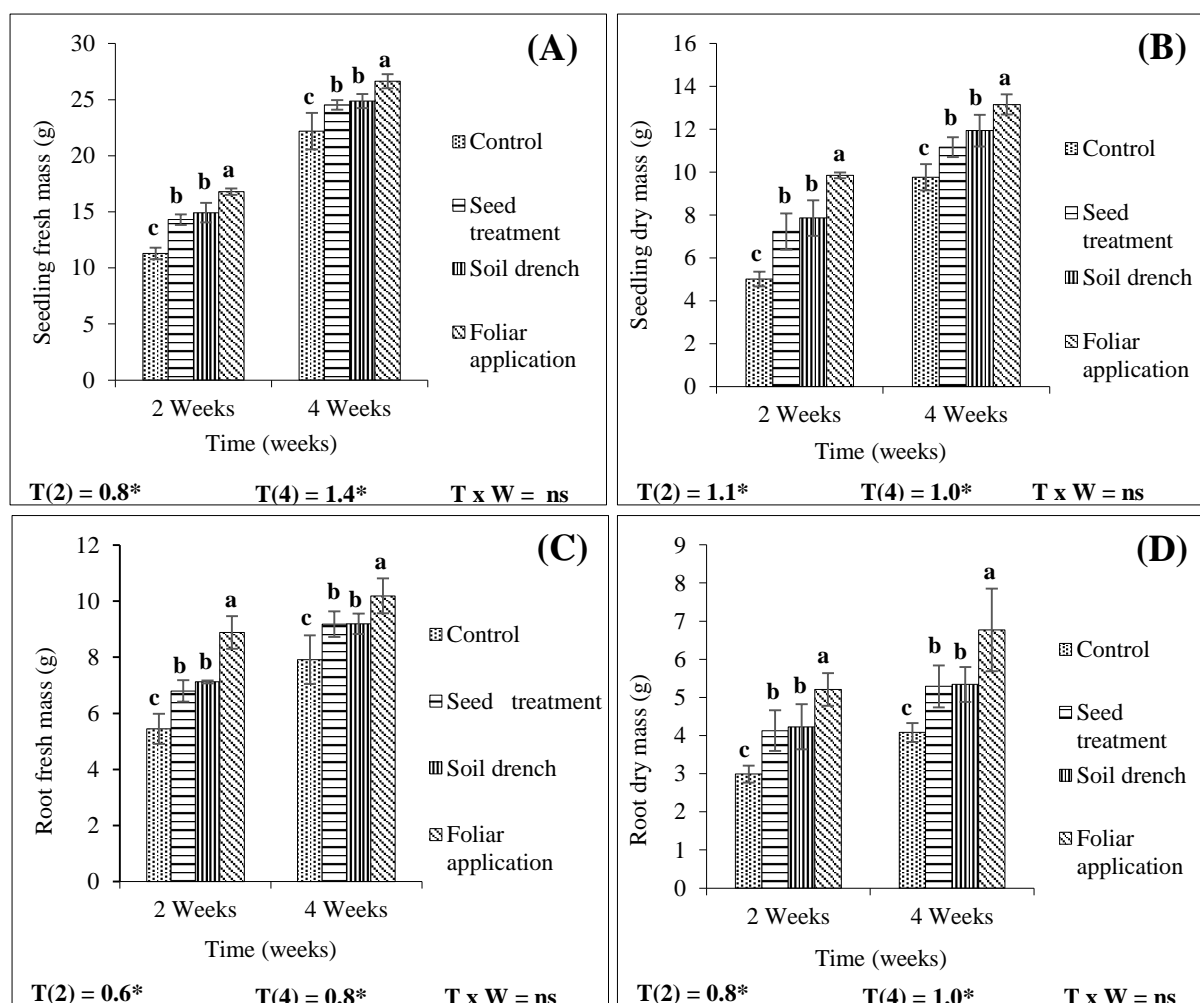 (A)
30
25
20
15
10
5
0
Seedling fresh mass (g)
c
b
b
a
c
b
b
a
Control
Seed
treatment
Soil drench
Foliar
application
2 Weeks
4 Weeks
Time (weeks)
T(2) = 0.8*
T(4) = 1.4*
T x W = ns
(B)
16
14
12
10
8
6
4
2
0
Seedling dry mass (g)
c
b
b
a
c
b
b
a
Control
Seed
treatment
Soil drench
Foliar
application
2 Weeks
4 Weeks
Time (weeks)
T(2) = 1.1*
T(4) = 1.0*
T x W = ns
(C)
12
10
8
6
4
2
0
Root fresh mass (g)
c
b
b
a
c
b
b
a
Control
Seed treatment
Soil drench
Foliar
application
2 Weeks
4 Weeks
Time (weeks)
T(2) = 0.6*
T(4) = 0.8*
T x W = ns
(D)
9
8
7
6
5
4
3
2
1
0
Root dry mass (g)
c
b
b
a
c
b
b
a
Control
Seed
treatment
Soil drench
Foliar
application
2 Weeks
4 Weeks
Time (weeks)
T(2) = 0.8*
T(4) = 1.0*
T x W = ns